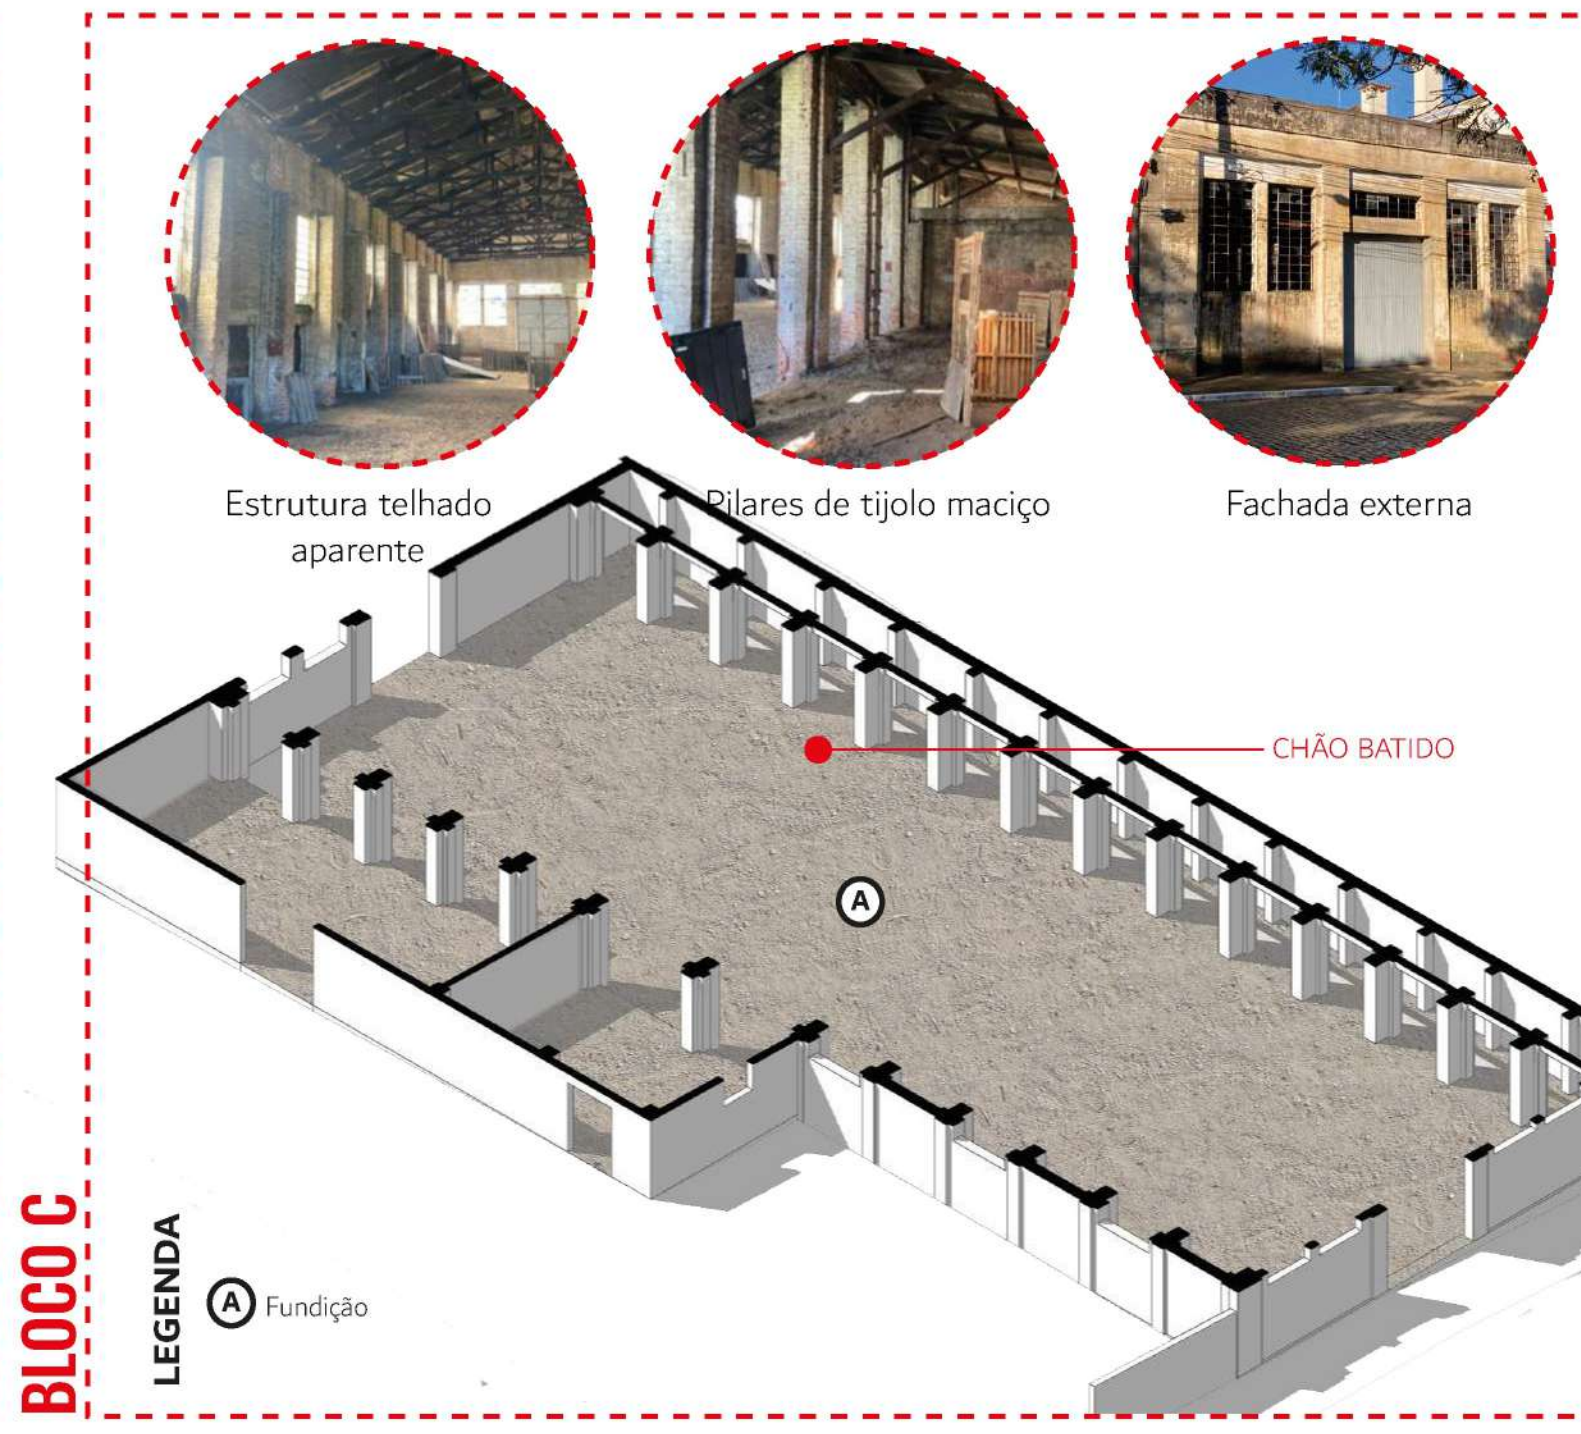 Estrutura telhado
aparente
Pilares de tijolo maciço
Fachada externa
CHÃO BATIDO
A
BLOCO C
LEGENDA
A Fundição